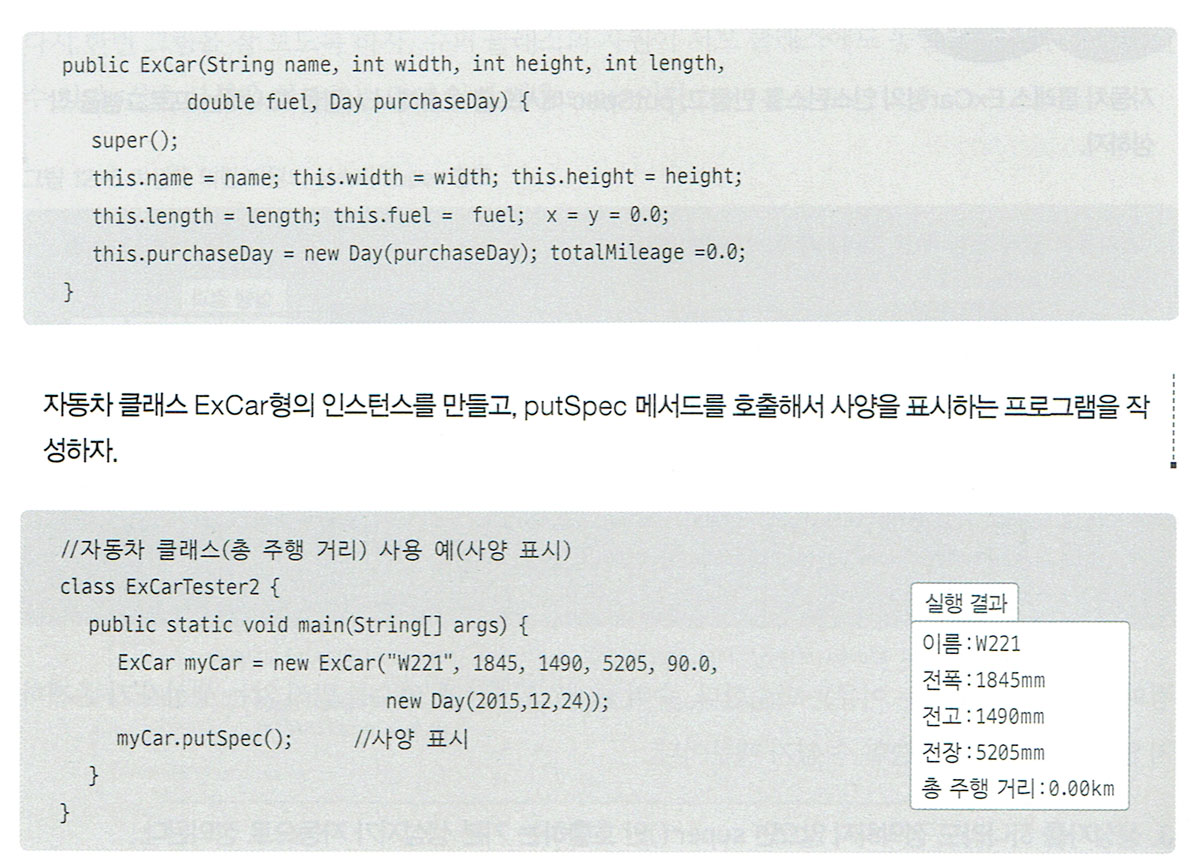 public ExCar(String name, int width, int height, int length,
double fuel, Day purchaseDay) {
super();
this.name = name; this.width = width; this.height = height;
this.length = length; this.fuel =  fuel;  x = y = 0.0;
this.purchaseDay = new Day(purchaseDay); totalMileage =0.0;
}
자동차 클래스 ExCar형의 인스턴스를 만들고, putSpec 메서드를 호출해서 사양을 표시하는 프로그램을 작
성하자.
//자동차 클래스(총 주행 거리) 사용 예(사양 표시)
class ExCarTester2 {
public static void main(String[] args) {
ExCar myCar = new ExCar("W221", 1845, 1490, 5205, 90.0,
new Day(2015,12,24));
myCar.putSpec();      //사양 표시
}
}
실행 결과
이름:W221
전폭:1845mm
전고:1490mm
전장:5205mm
총 주행 거리:0.00km